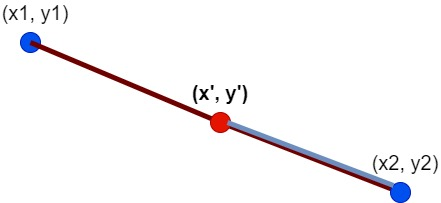 (x1, y1)
(x', y')
(x2, y2)